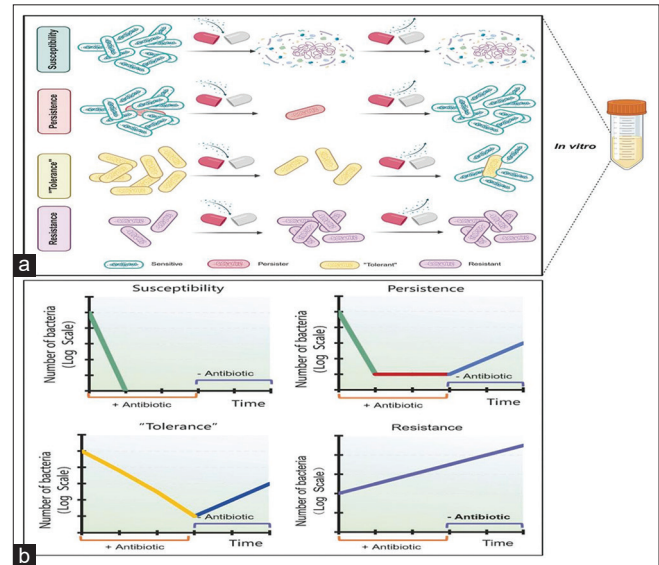 Susceptibility
Persistence
"Tolerance"
Resistance
In vitro
Sensitive
Persister
"Tolerant"
Resistant
a
Susceptibility
Number of bacteria
(Log Scale)
- Antibiotic
+ Antibiotic
Time
Persistence
Number of bacteria
(Log Scale)
- Antibiotic
+ Antibiotic
Time
"Tolerance"
Number of bacteria
(Log Scale)
- Antibiotic
+ Antibiotic
Time
Resistance
Number of bacteria
(Log Scale)
- Antibiotic
+ Antibiotic
Time
b